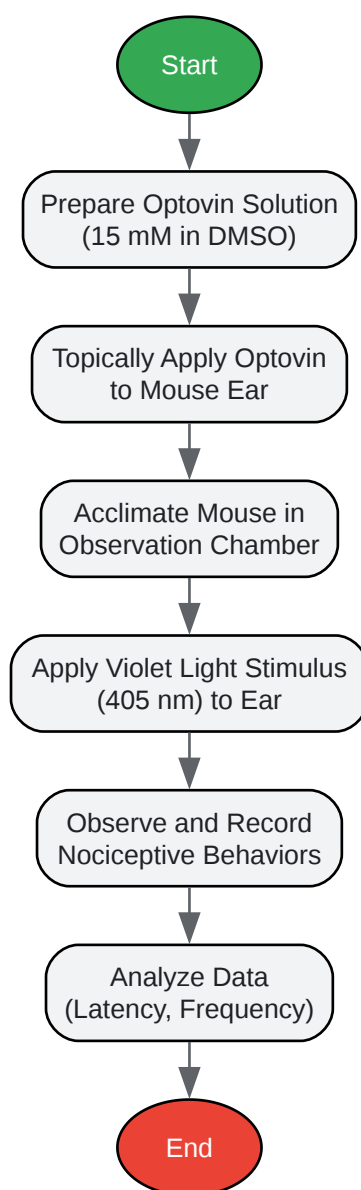 Start
Prepare Optovin Solution
(15 mM in DMSO)
Topically Apply Optovin
to Mouse Ear
Acclimate Mouse in
Observation Chamber
Apply Violet Light Stimulus
(405 nm) to Ear
Observe and Record
Nociceptive Behaviors
Analyze Data
(Latency, Frequency)
End